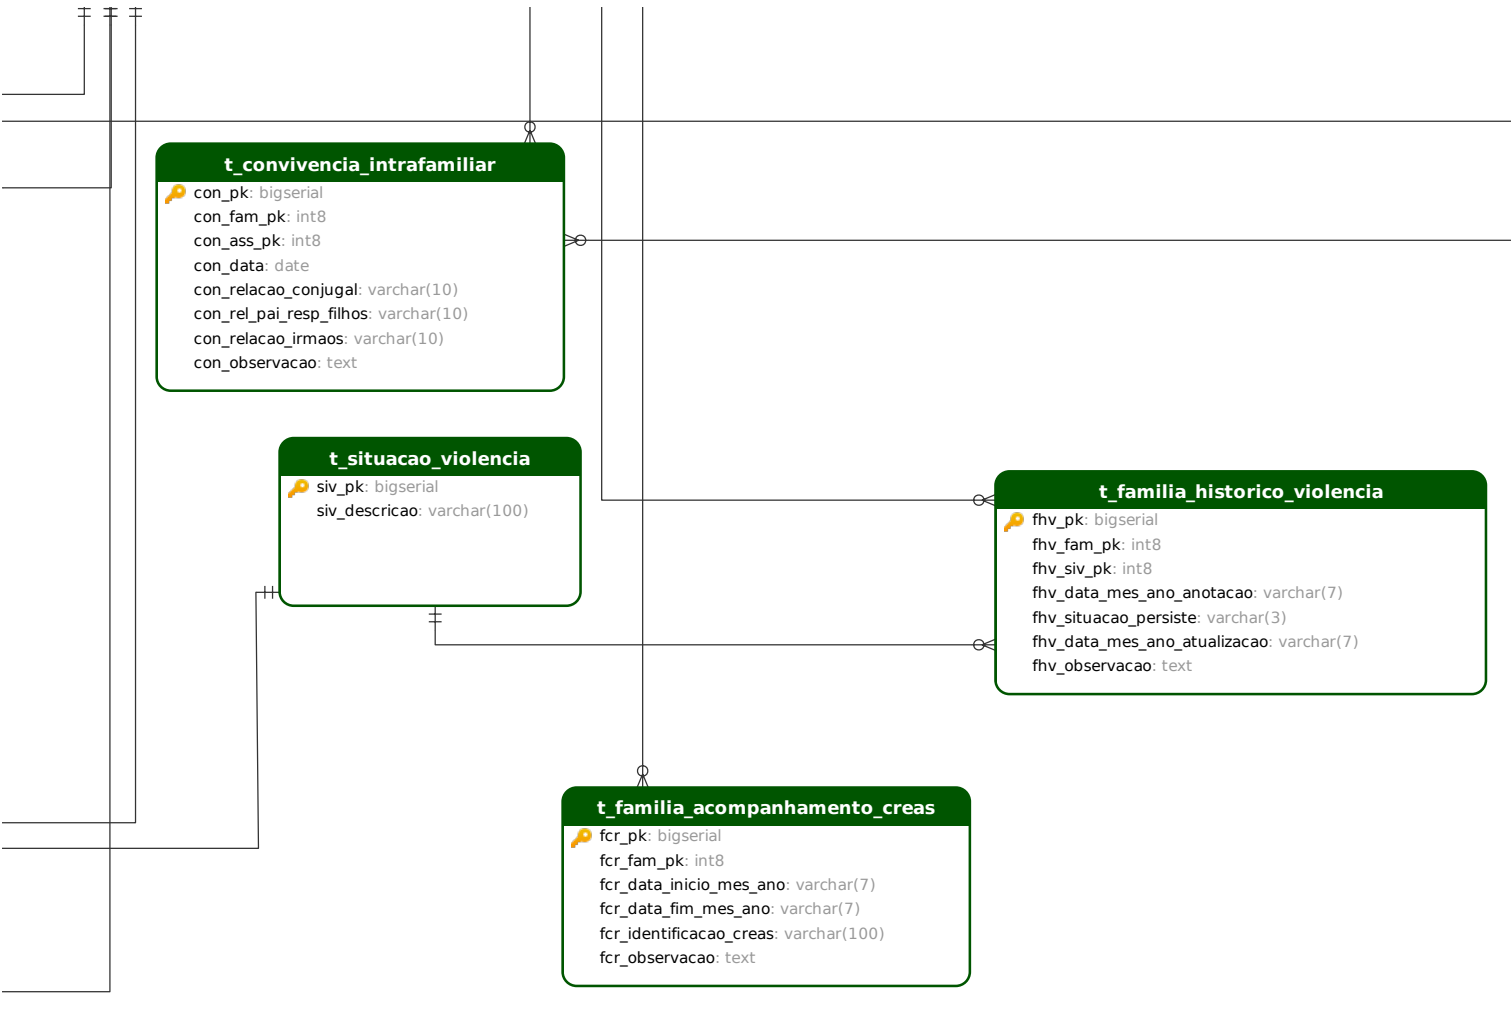 t_convivencia_intrafamiliar
con_pk: bigserial
con_fam_pk: int8
con_ass_pk: int8
con_data: date
con_relacao_conjugal: varchar(10)
con_rel_pai_resp_filhos: varchar(10)
con_relacao_irmaos: varchar(10)
con_observacao: text
t_situacao_violencia
siv_pk: bigserial
siv_descricao: varchar(100)
t_familia_historico_violencia
fhv_pk: bigserial
fhv_fam_pk: int8
fhv_siv_pk: int8
fhv_data_mes_ano_anotacao: varchar(7)
fhv_situacao_persiste: varchar(3)
fhv_data_mes_ano_atualizacao: varchar(7)
fhv_observacao: text
t_familia_acompanhamento_creas
fcr_pk: bigserial
fcr_fam_pk: int8
fcr_data_inicio_mes_ano: varchar(7)
fcr_data_fim_mes_ano: varchar(7)
fcr_identificacao_creas: varchar(100)
fcr_observacao: text